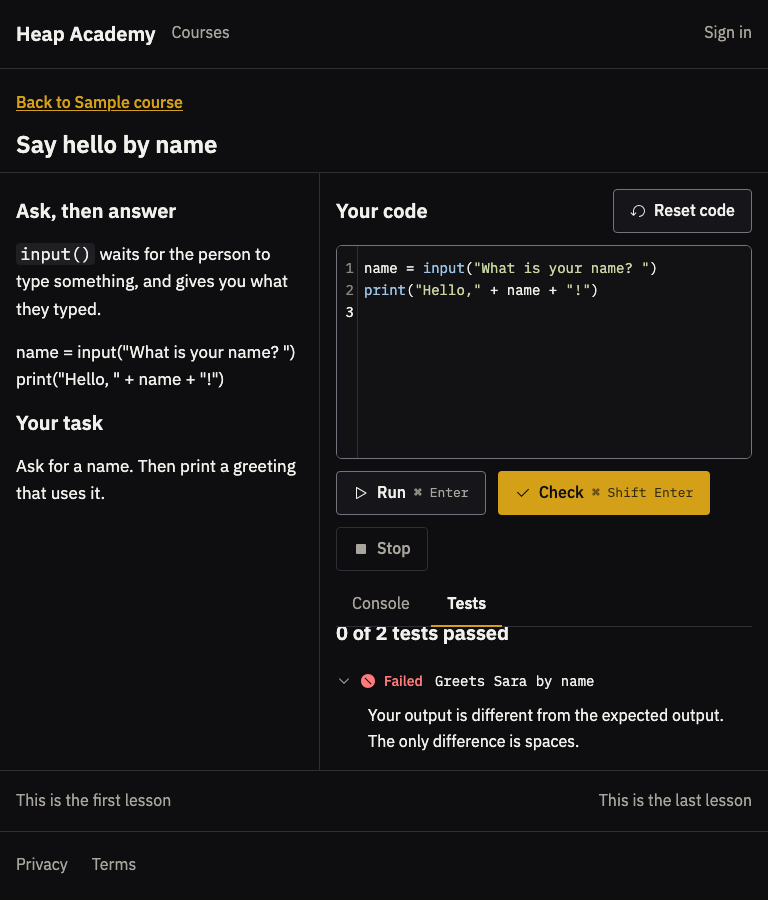 Heap Academy Courses Sign in
Back to Sample course
Say hello by name
Ask, then answer
input() waits for the person to
type something, and gives you what
they typed.
name = input("What is your name? ")
print("Hello, " + name + "!")
Your task
Ask for a name. Then print a greeting
that uses it.
Your code
Reset code
1 name = input("What is your name? ")
2 print("Hello," + name + "!")
3
Run ⌘ Enter
Check ⌘ Shift Enter
Stop
Console Tests
0 of 2 tests passed
Failed Greets Sara by name
Your output is different from the expected output.
The only difference is spaces.
This is the first lesson
This is the last lesson
Privacy Terms